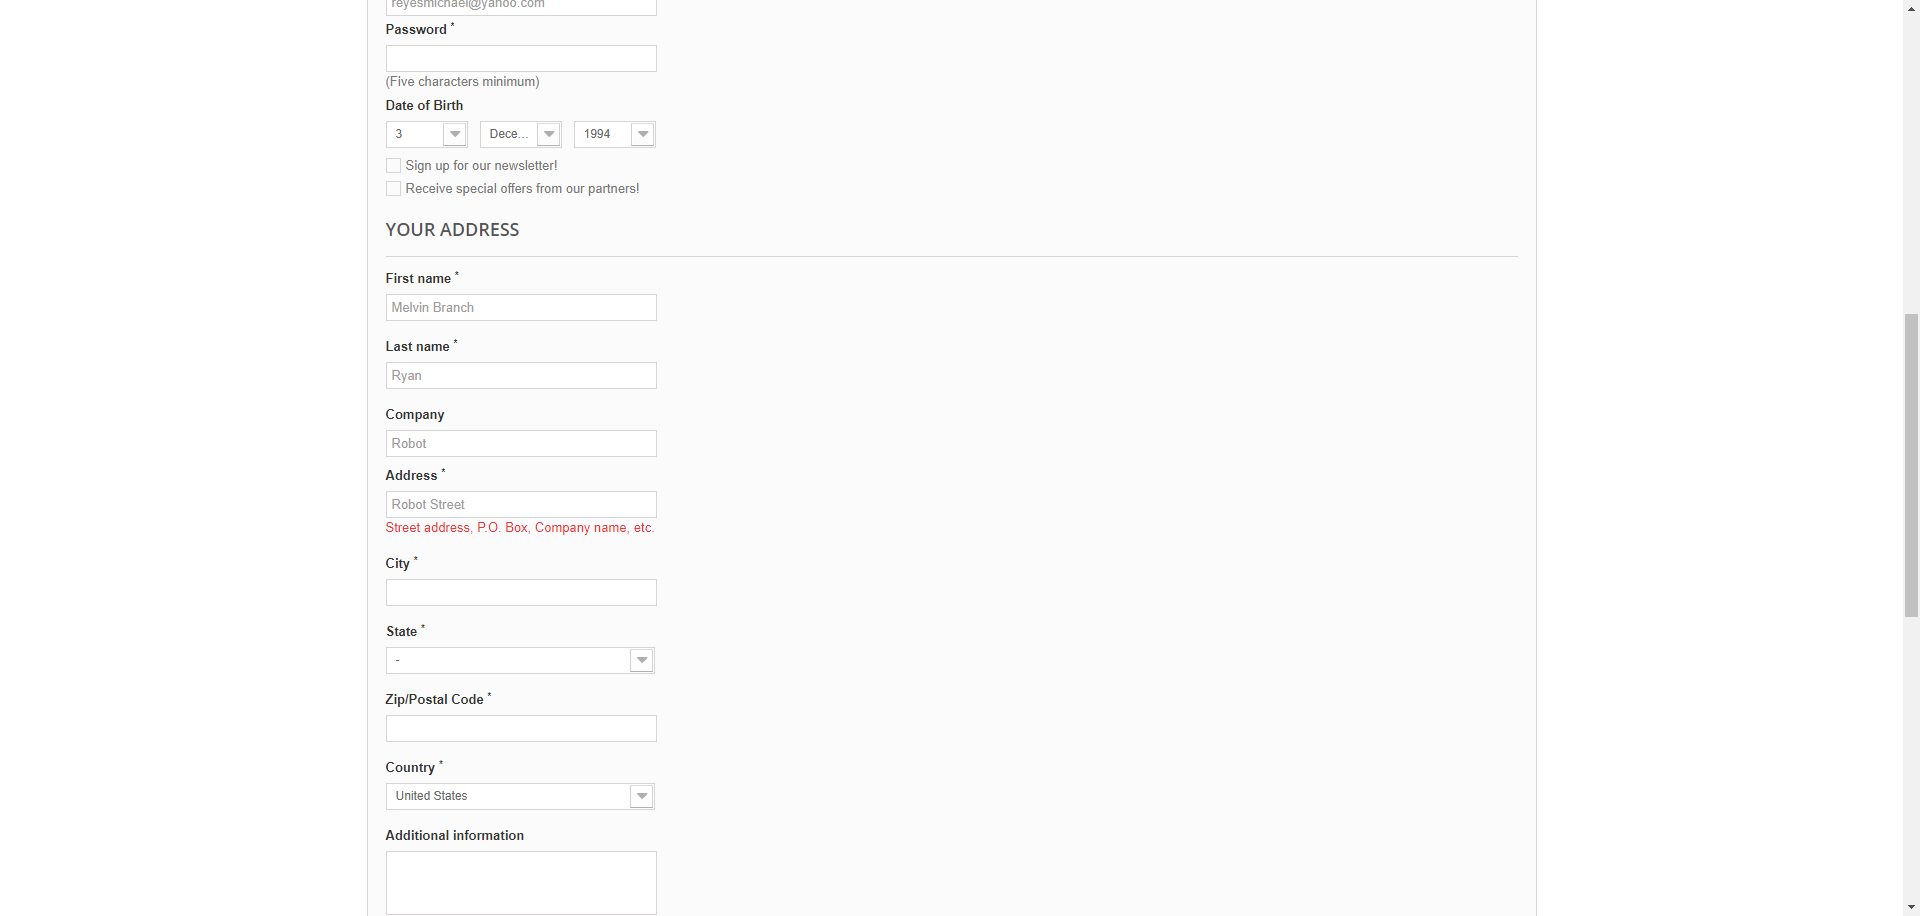 reyesmichael@yahoo.com
Password *
(Five characters minimum)
Date of Birth
3 Dece... 1994
Sign up for our newsletter!
Receive special offers from our partners!
YOUR ADDRESS
First name *
Melvin Branch
Last name *
Ryan
Company
Robot
Address *
Robot Street
Street address, P.O. Box, Company name, etc.
City *
State *
-
Zip/Postal Code *
Country *
United States
Additional information